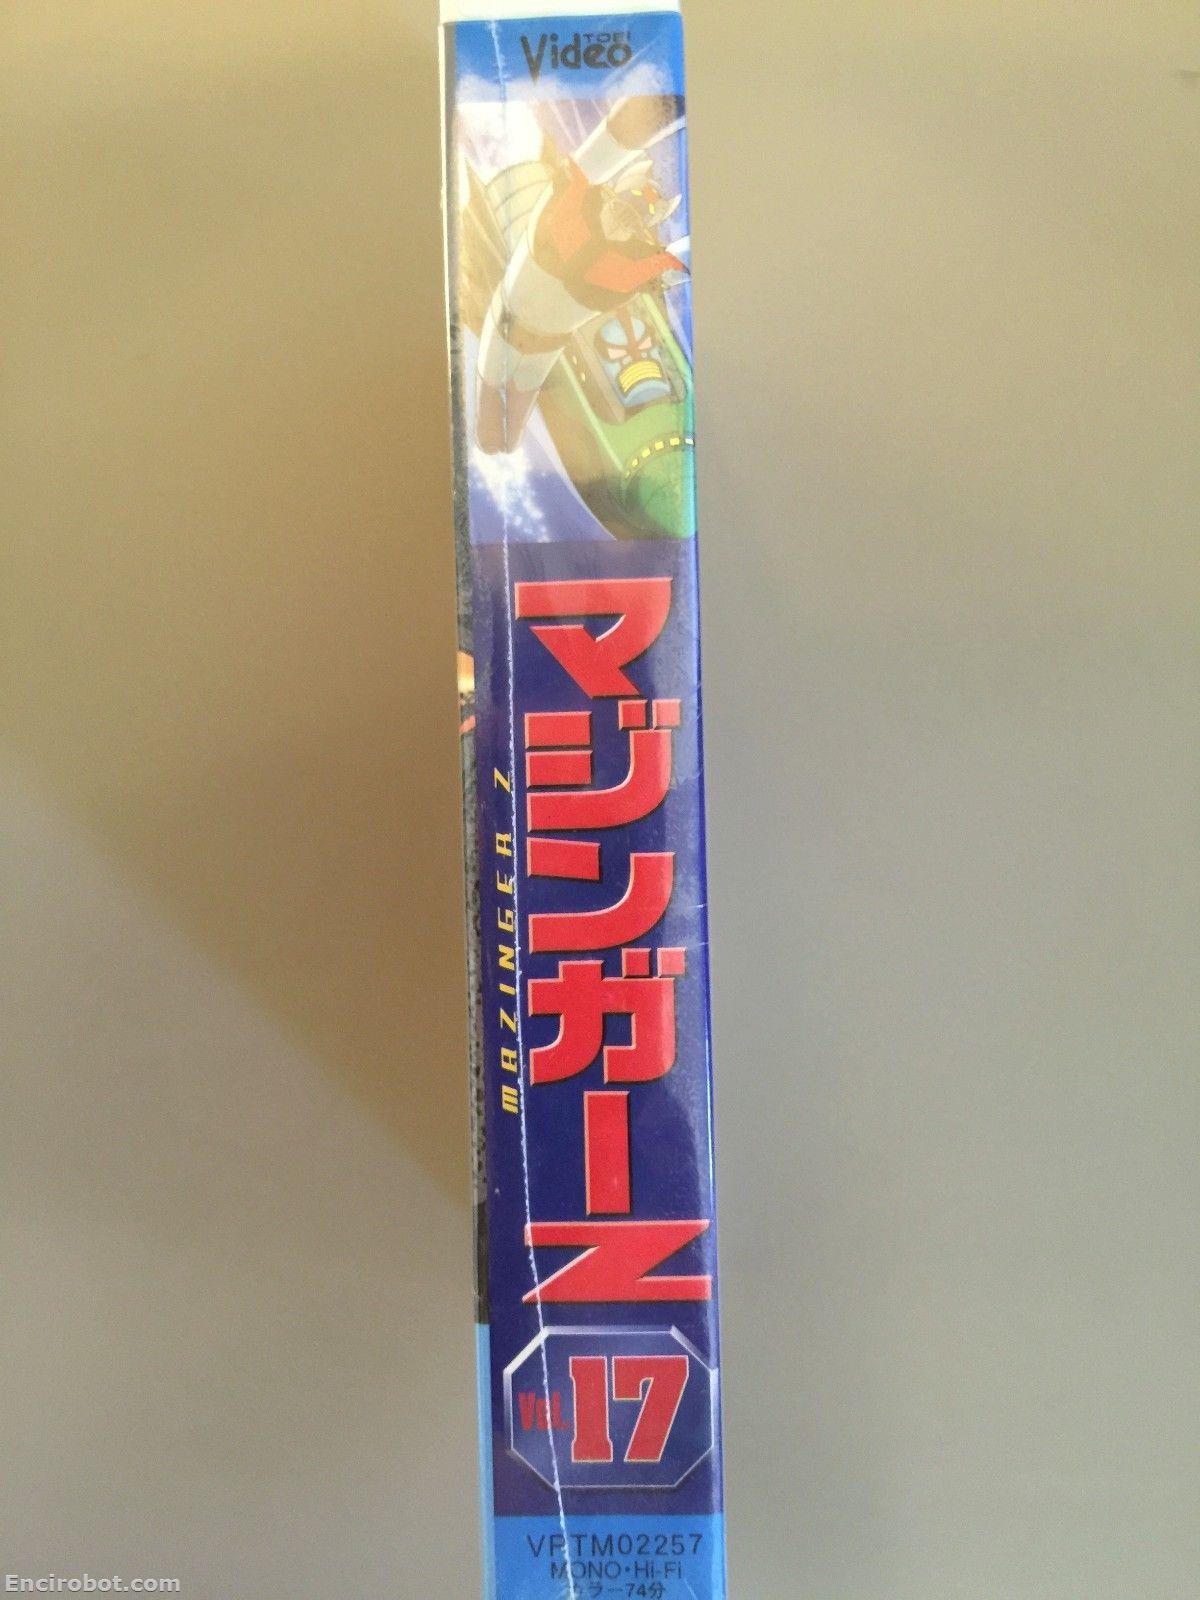 TOEI
Video
マジンガーZ
MAZINGER Z
Vol. 17
VPTM02257
MONO・Hi-Fi
カラー74分
Encirobot.com